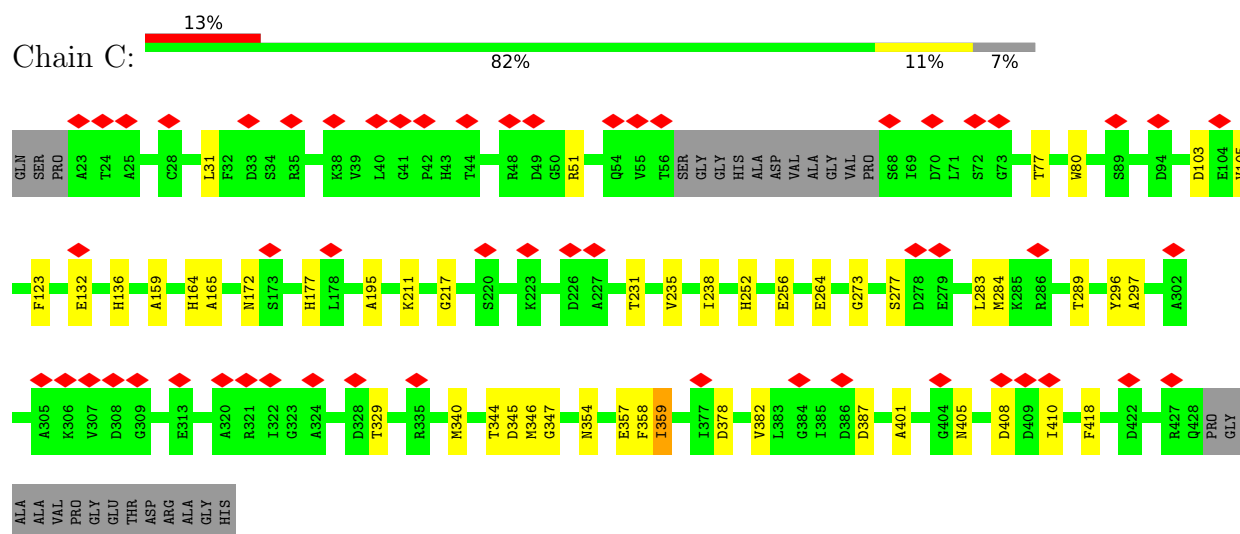 13%
Chain C:
82% 11% 7%
GLN SER PRO A23 T24 A25 C28 L31 F32 D33 S34 R35 K38 V39 L40 G41 P42 H43 T44 R48 D49 G50 R51 Q54 V55 T56 SER GLY GLY HIS ALA ASP VAL ALA GLY VAL PRO S68 I69 D70 L71 S72 G73 T77 W80 S89 D94 D103 E104
F123 E132 H136 A159 H164 A165 N172 S173 H177 L178 A195 K211 G217 S220 K223 D226 A227 T231 V235 I238 H252 E256 E264 G273 S277 D278 E279 L283 M284 K285 R286 T289 Y296 A297 A302
A305 K306 V307 D308 G309 E313 A320 R321 I322 G323 A324 D328 T329 R335 M340 T344 D345 M346 G347 N354 E357 F358 I359 I377 D378 V382 L383 G384 I385 D386 D387 A401 G404 N405 D408 D409 I410 F418 D422 R427 Q428 PRO GLY
ALA ALA VAL PRO GLY GLU THR ASP ARG ALA GLY HIS